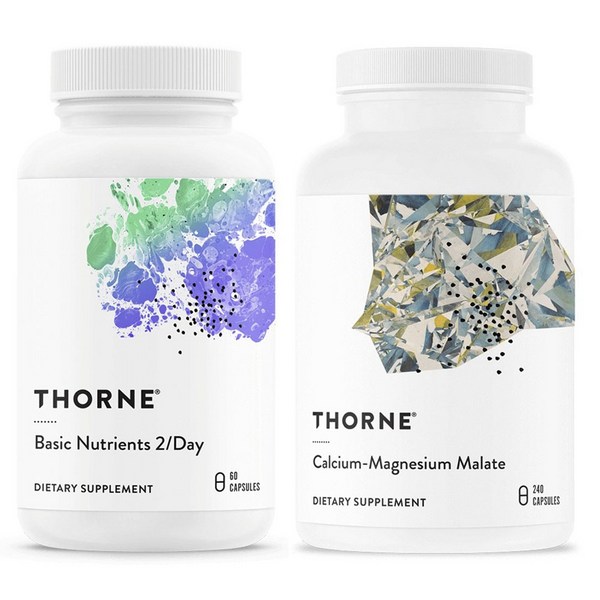 THORNE®
Basic Nutrients 2/Day
DIETARY SUPPLEMENT
60
CAPSULES
THORNE®
Calcium-Magnesium Malate
DIETARY SUPPLEMENT
240
CAPSULES